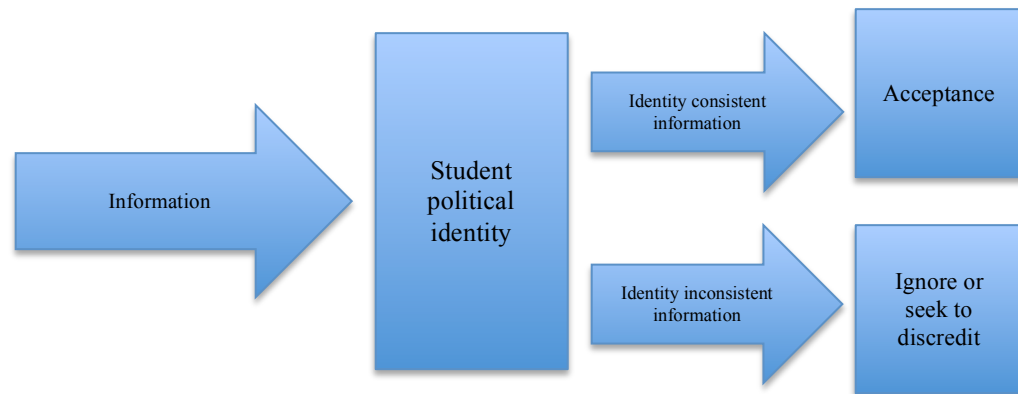 Information
Student
political
identity
Identity consistent
information
Acceptance
Identity inconsistent
information
Ignore or
seek to
discredit